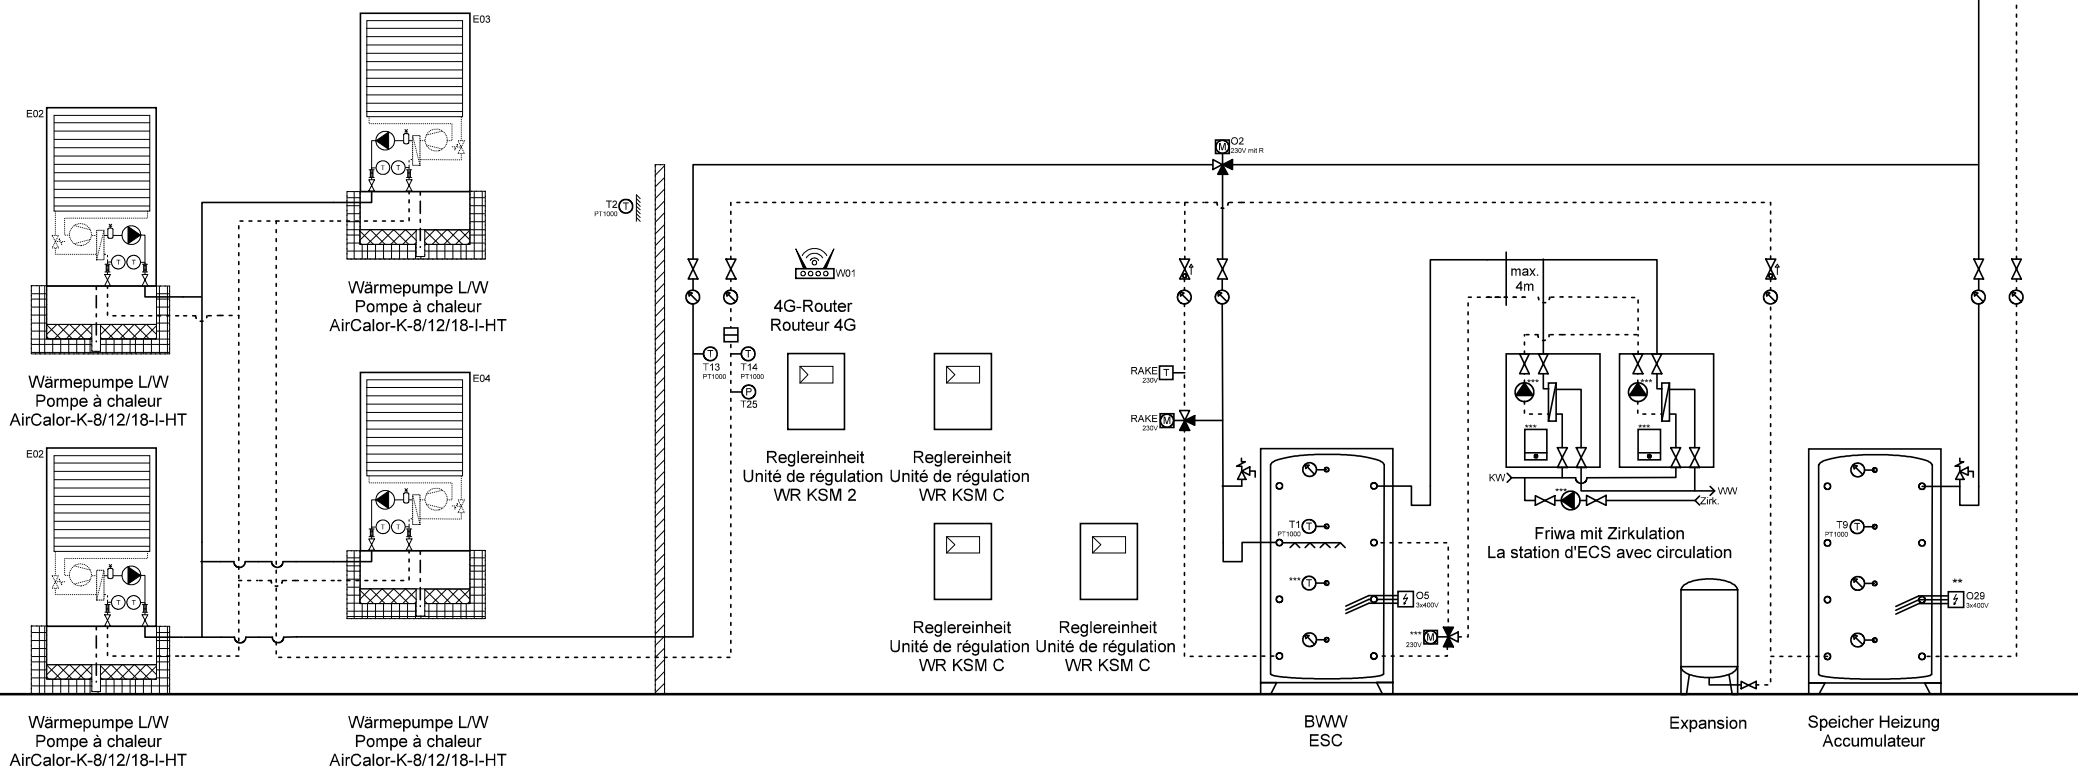 E02
Wärmepumpe L/W
Pompe à chaleur
AirCalor-K-8/12/18-I-HT
T
T
E03
Wärmepumpe L/W
Pompe à chaleur
AirCalor-K-8/12/18-I-HT
T
T
E02
T
T
Wärmepumpe L/W
Pompe à chaleur
AirCalor-K-8/12/18-I-HT
E04
T
T
Wärmepumpe L/W
Pompe à chaleur
AirCalor-K-8/12/18-I-HT
T2
PT1000
T
W01
4G-Router
Routeur 4G
T
T13
PT1000
T
T14
PT1000
P
T25
Reglereinheit
Unité de régulation
WR KSM 2
Reglereinheit
Unité de régulation
WR KSM C
Reglereinheit
Unité de régulation
WR KSM C
Reglereinheit
Unité de régulation
WR KSM C
M
O2
230V mit R
RAKE
230V
T
RAKE
230V
M
T1
PT1000
T
***
T
O5
3x400V
***
230V
M
BWW
ESC
max.
4m
***
***
***
***
KW
WW
***
Zirk.
Friwa mit Zirkulation
La station d'ECS avec circulation
Expansion
T9
PT1000
T
**
O29
3x400V
Speicher Heizung
Accumulateur